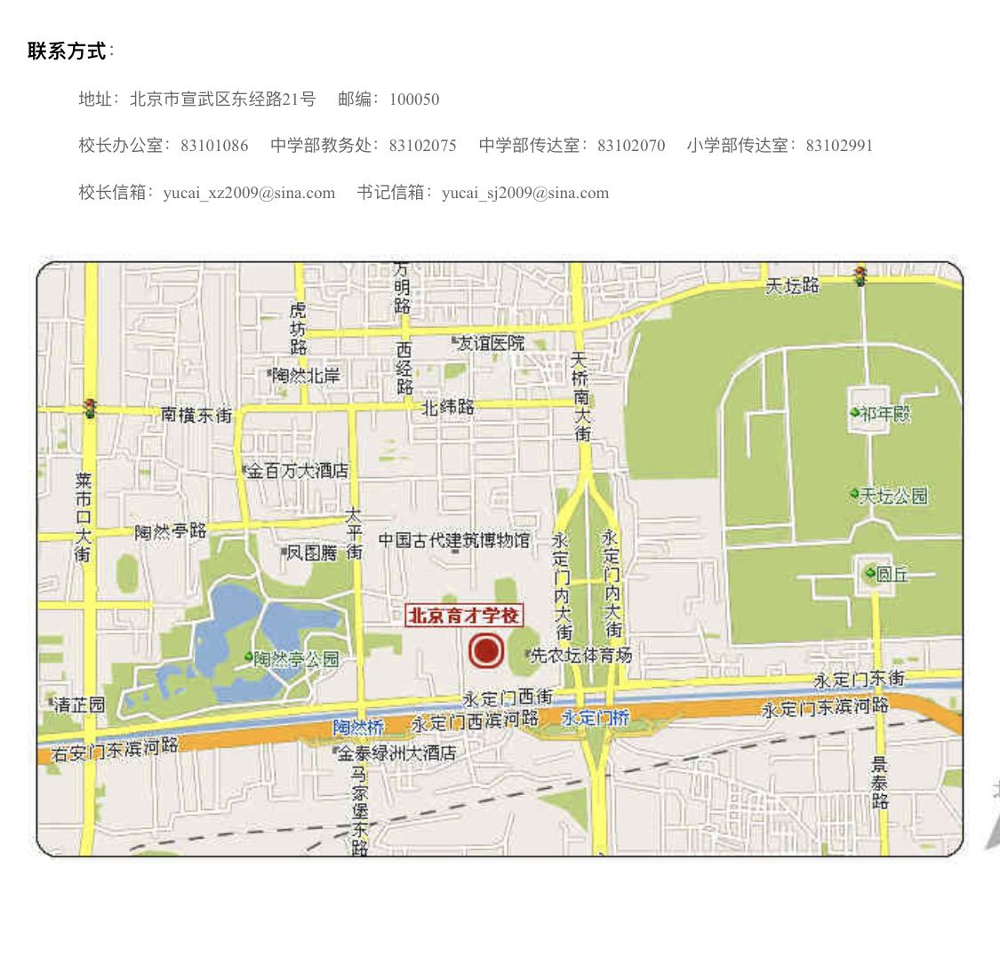 联系方式：
地址：北京市宣武区东经路21号 邮编：100050
校长办公室：83101086 中学部教务处：83102075 中学部传达室：83102070 小学部传达室：83102991
校长信箱：yucai_xz2009@sina.com 书记信箱：yucai_sj2009@sina.com
万明路
天坛路
虎坊路
友谊医院
西经路
天桥南大街
陶然北岸
南横东街
北纬路
祁年殿
金百万大酒店
菜市口大街
天坛公园
太平街
陶然亭路
中国古代建筑博物馆
永定门内大街
永定门内大街
凤图腾
圆丘
北京育才学校
陶然亭公园
先农坛体育场
永定门东街
永定门西街
清芷园
永定门东滨河路
陶然桥
永定门西滨河路
永定门桥
右安门东滨河路
金泰绿洲大酒店
景泰路
马家堡东路